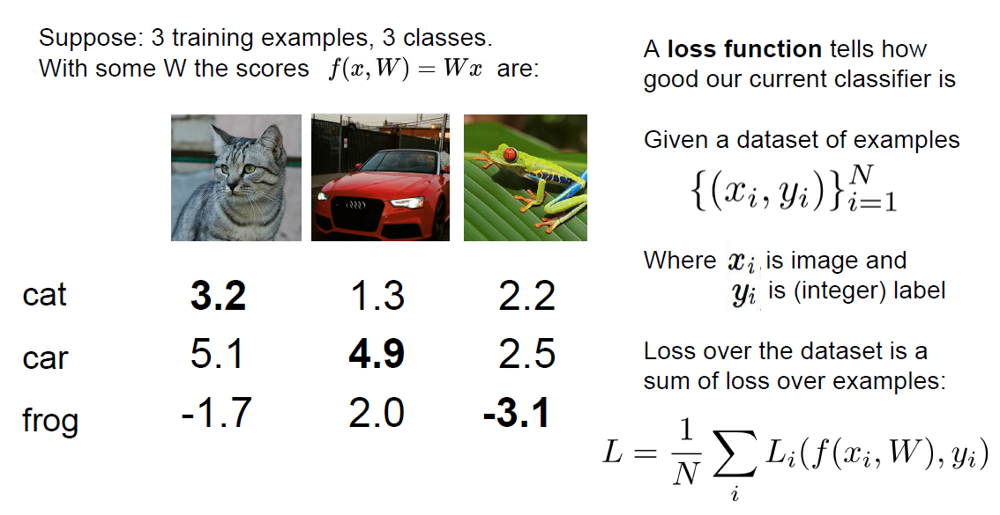 Suppose: 3 training examples, 3 classes.
With some W the scores f(x, W) = Wx are:
cat 3.2 1.3 2.2
car 5.1 4.9 2.5
frog -1.7 2.0 -3.1
A loss function tells how
good our current classifier is
Given a dataset of examples
{(x_i, y_i)}_{i=1}^N
Where x_i is image and
y_i is (integer) label
Loss over the dataset is a
sum of loss over examples:
L = \frac{1}{N} \sum_i L_i(f(x_i, W), y_i)